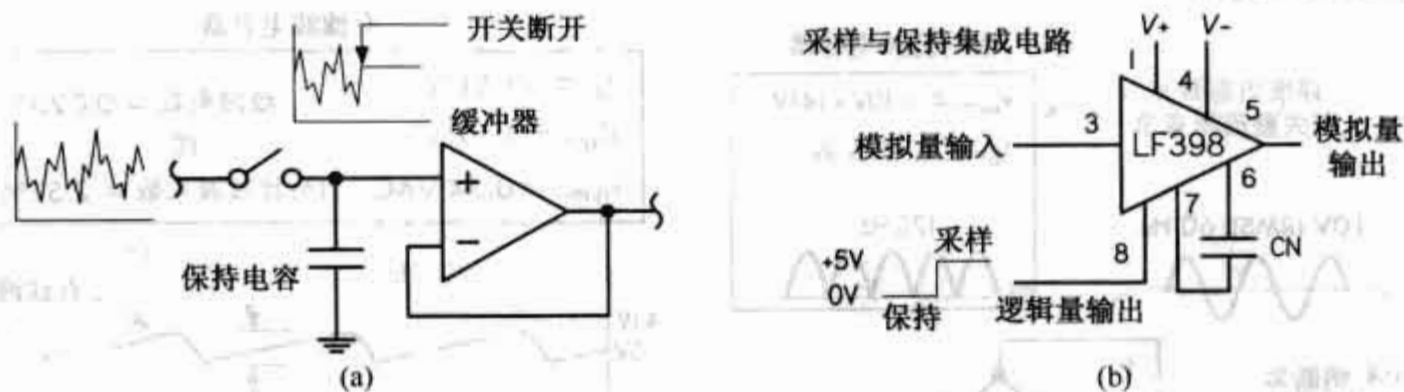 开关断开
缓冲器
+
−
保持电容
(a)
采样与保持集成电路
V+
V-
1
4
5
3
模拟量输入
LF398
模拟量
输出
6
7
8
CN
采样
+5V
0V
保持
逻辑量输出
(b)